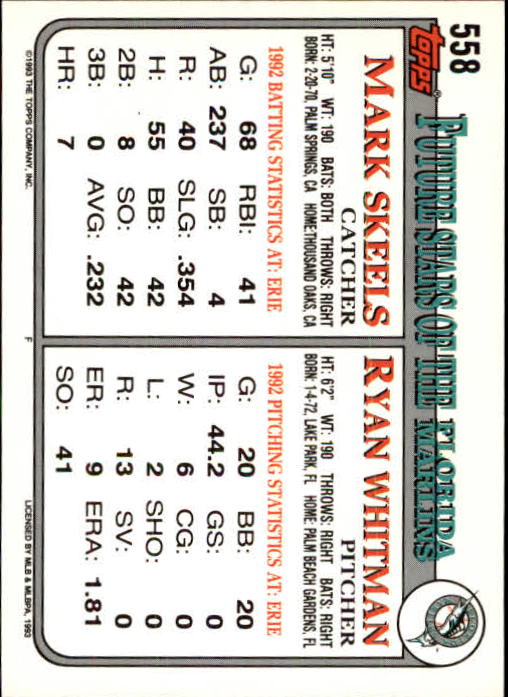 558
TOPPS®
FUTURE STARS OF THE FLORIDA MARLINS
MARK SKEELS
CATCHER
HT: 5'10" WT: 190 BATS: BOTH THROWS: RIGHT
BORN: 2-20-70, PALM SPRINGS, CA HOME:THOUSAND OAKS, CA
1992 BATTING STATISTICS AT: ERIE
G: 68 RBI: 41
AB: 237 SB: 4
R: 40 SLG: .354
H: 55 BB: 42
2B: 8 SO: 42
3B: 0 AVG: .232
HR: 7
RYAN WHITMAN
PITCHER
HT: 6'2" WT: 190 THROWS: RIGHT BATS: RIGHT
BORN: 1-4-72, LAKE PARK, FL HOME: PALM BEACH GARDENS, FL
1992 PITCHING STATISTICS AT: ERIE
G: 20 BB: 20
IP: 44.2 GS: 0
W: 6 CG: 0
L: 2 SHO: 0
R: 13 SV: 0
ER: 9 ERA: 1.81
SO: 41
©1993 THE TOPPS COMPANY, INC.
F
LICENSED BY MLB & MLBPA, 1993